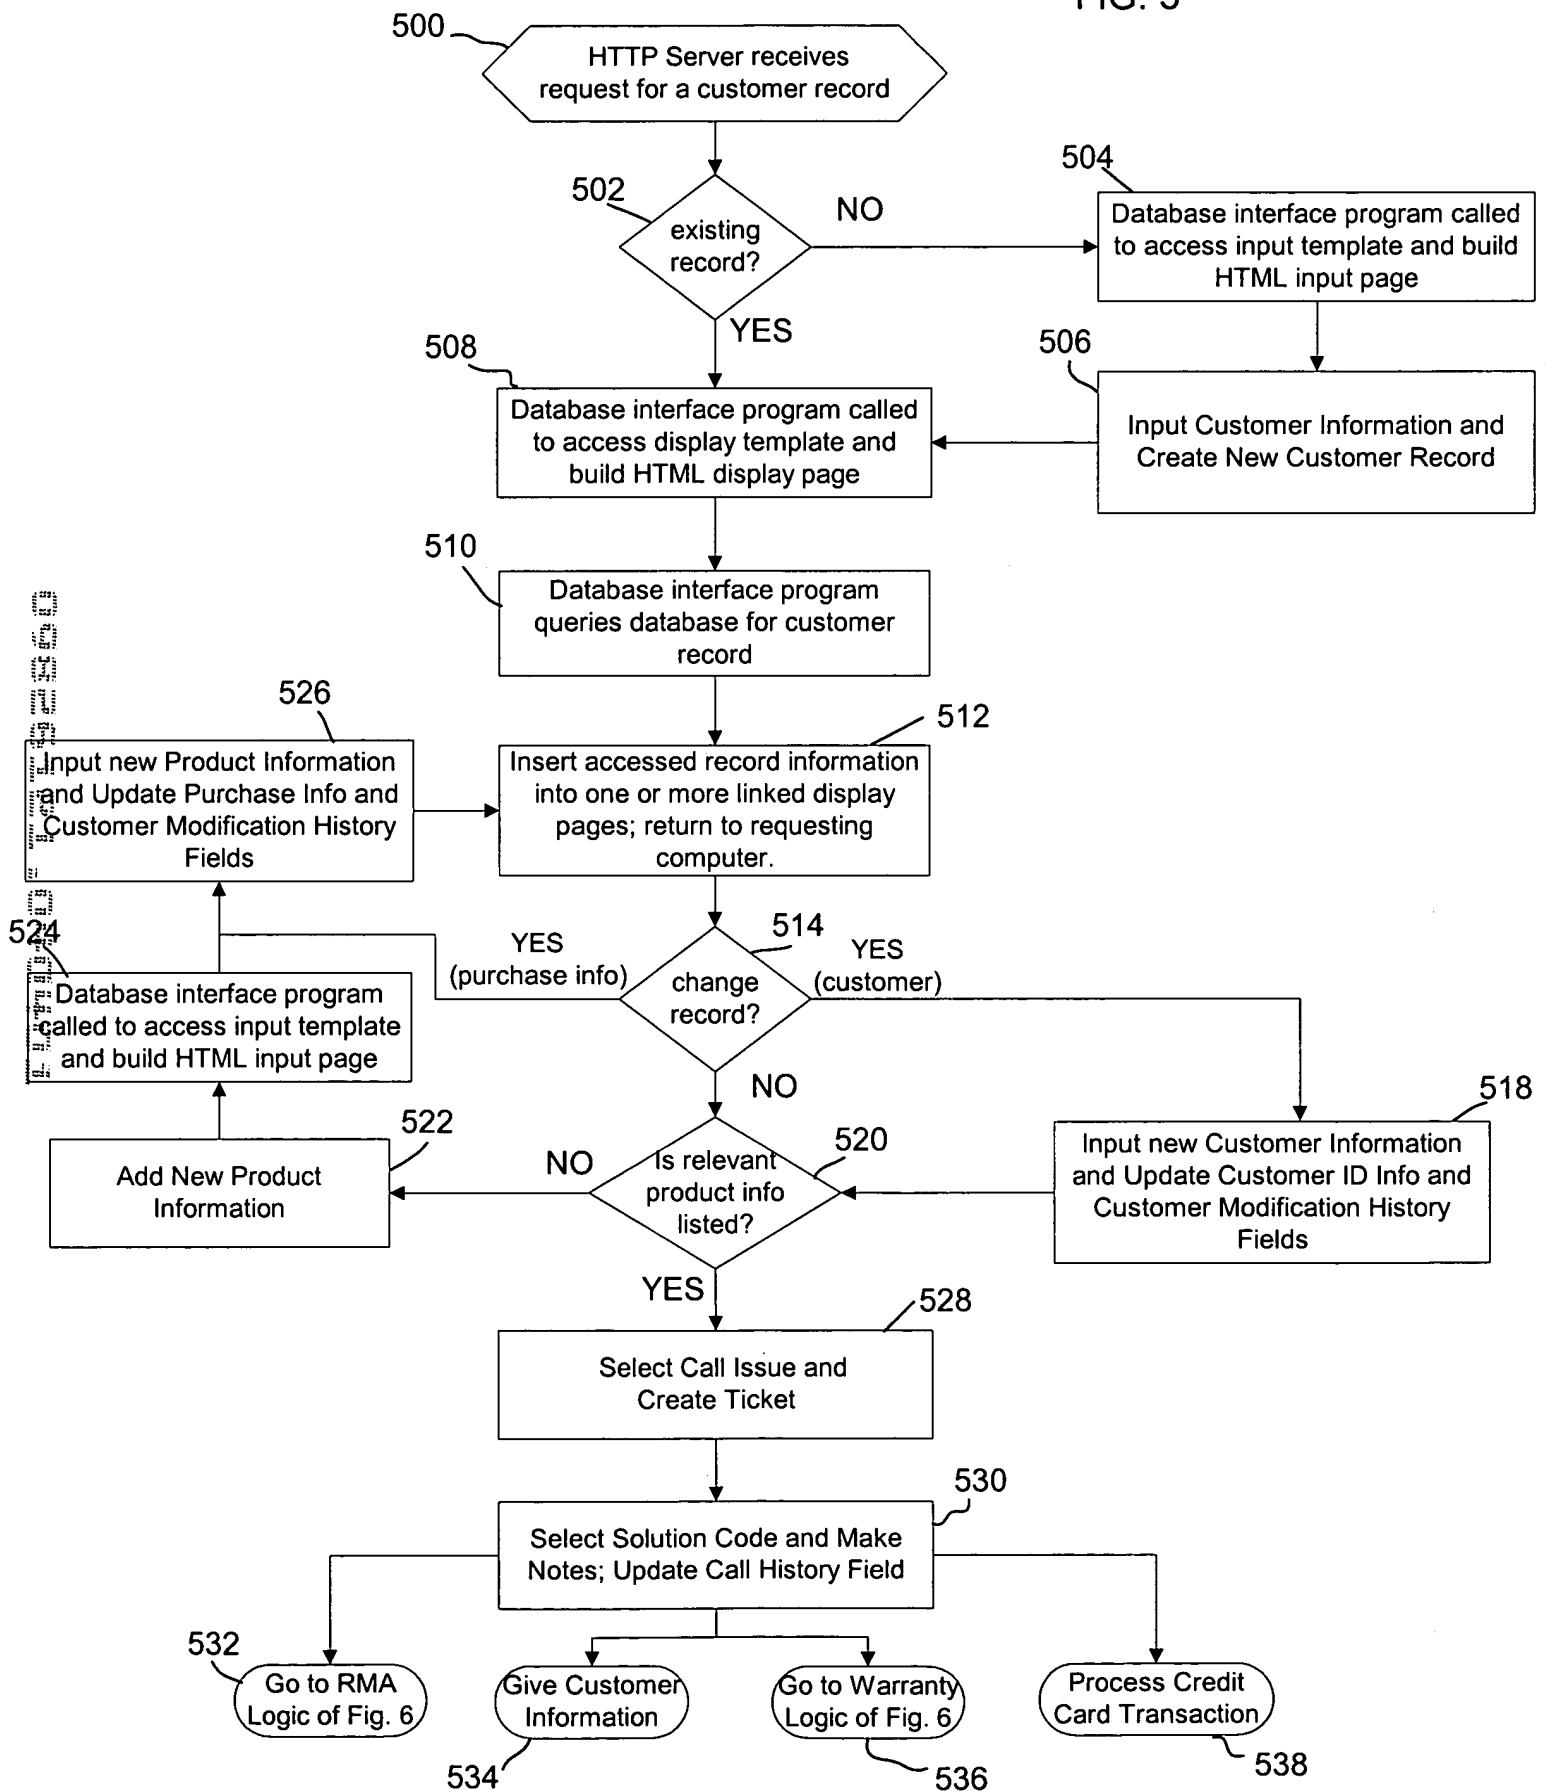 FIG. 5
500
HTTP Server receives
request for a customer record
502
existing
record?
NO
504
Database interface program called
to access input template and build
HTML input page
YES
506
Input Customer Information and
Create New Customer Record
508
Database interface program called
to access display template and
build HTML display page
510
Database interface program
queries database for customer
record
526
Input new Product Information
and Update Purchase Info and
Customer Modification History
Fields
512
Insert accessed record information
into one or more linked display
pages; return to requesting
computer.
514
change
record?
YES
(purchase info)
YES
(customer)
524
Database interface program
called to access input template
and build HTML input page
NO
518
Input new Customer Information
and Update Customer ID Info and
Customer Modification History
Fields
520
Is relevant
product info
listed?
NO
522
Add New Product
Information
YES
528
Select Call Issue and
Create Ticket
530
Select Solution Code and Make
Notes; Update Call History Field
532
Go to RMA
Logic of Fig. 6
Give Customer
Information
534
Go to Warranty
Logic of Fig. 6
536
Process Credit
Card Transaction
538